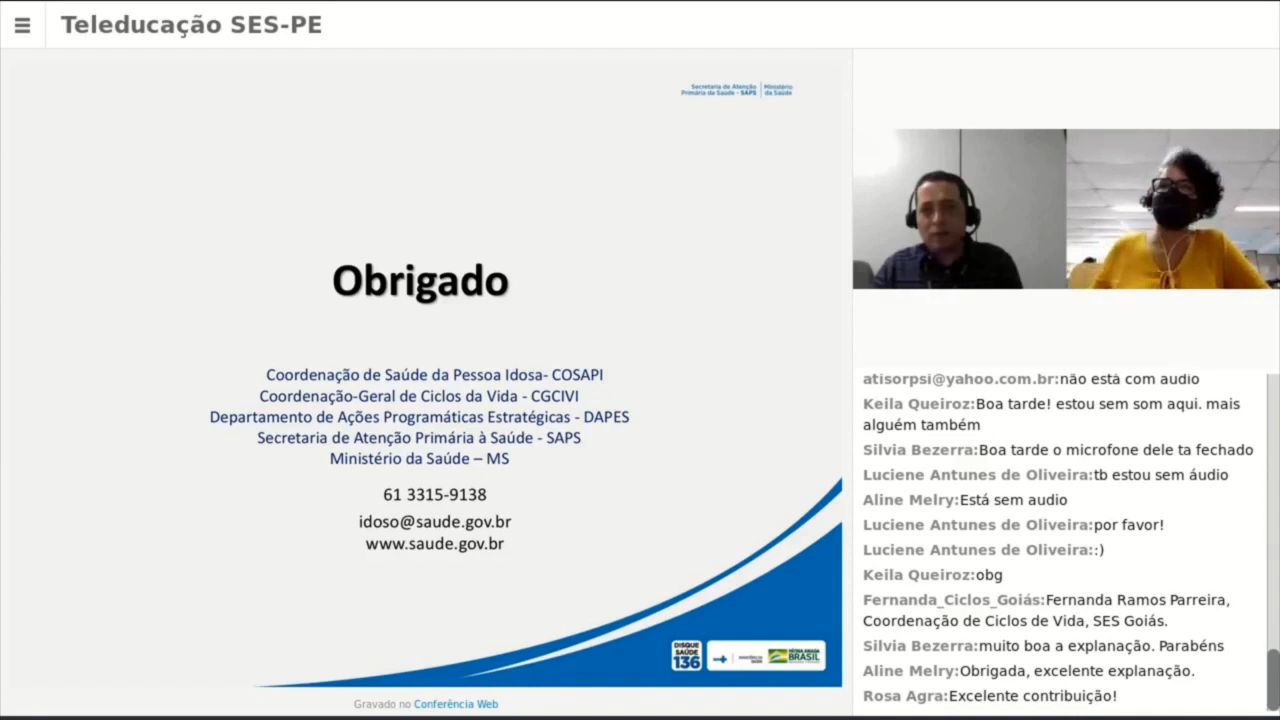 Teleducação SES-PE
Secretaria de Atenção
Primária da Saúde - SAPS
Ministério
da Saúde
Obrigado
Coordenação de Saúde da Pessoa Idosa- COSAPI
Coordenação-Geral de Ciclos da Vida - CGCIVI
Departamento de Ações Programáticas Estratégicas - DAPES
Secretaria de Atenção Primária à Saúde - SAPS
Ministério da Saúde – MS
61 3315-9138
idoso@saude.gov.br
www.saude.gov.br
DISQUE
SAÚDE
136
MINISTÉRIO DA
SAÚDE
PÁTRIA AMADA
BRASIL
Gravado no Conferência Web
atisorpsi@yahoo.com.br:não está com audio
Keila Queiroz:Boa tarde! estou sem som aqui. mais
alguém também
Silvia Bezerra:Boa tarde o microfone dele ta fechado
Luciene Antunes de Oliveira:tb estou sem áudio
Aline Melry:Está sem audio
Luciene Antunes de Oliveira:por favor!
Luciene Antunes de Oliveira::)
Keila Queiroz:obg
Fernanda_Ciclos_Goiás:Fernanda Ramos Parreira,
Coordenação de Ciclos de Vida, SES Goiás.
Silvia Bezerra:muito boa a explanação. Parabéns
Aline Melry:Obrigada, excelente explanação.
Rosa Agra:Excelente contribuição!